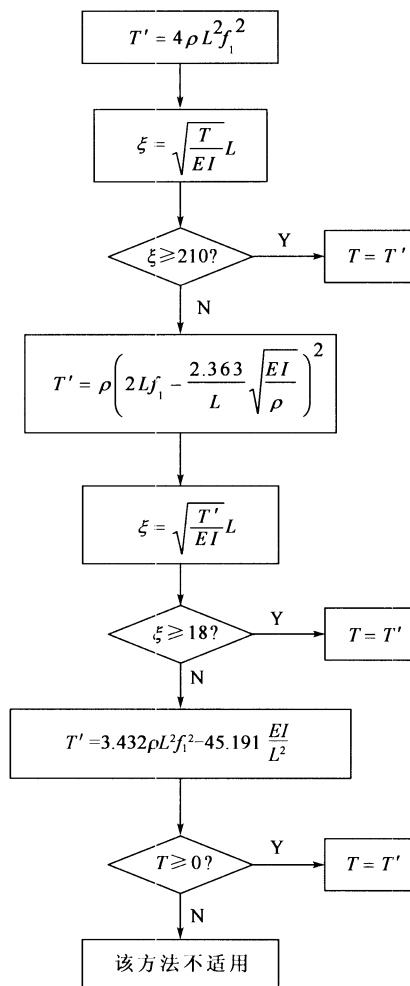 T' = 4ρL²f₁²
ξ = √(T/EI) L
ξ≥210?
Y
T = T'
N
T' = ρ(2Lf₁ − 2.363/L √(EI/ρ))²
ξ = √(T'/EI) L
ξ≥18?
Y
T = T'
N
T' =3.432ρL²f₁²−45.191 EI/L²
T≥0?
Y
T = T'
N
该方法不适用